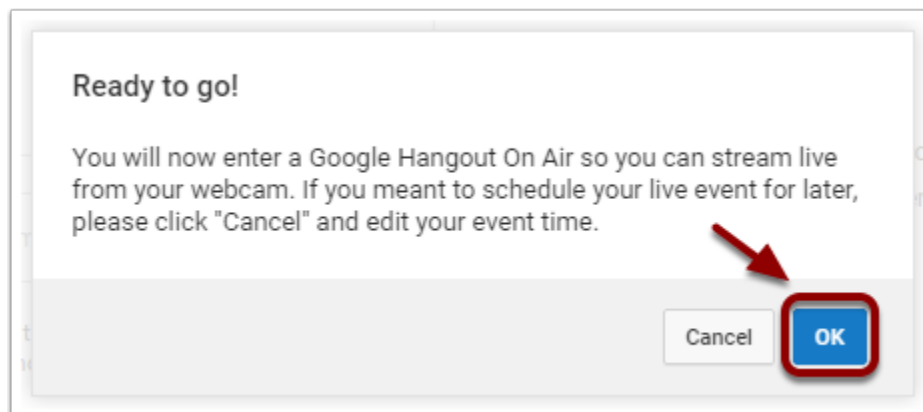 Ready to go!
You will now enter a Google Hangout On Air so you can stream live
from your webcam. If you meant to schedule your live event for later,
please click "Cancel" and edit your event time.
Cancel OK